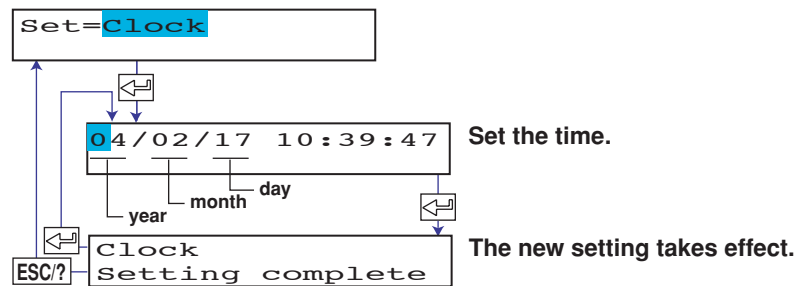 Set=Clock
04/02/17 10:39:47 Set the time.
year month day
Clock The new setting takes effect.
ESC/? Setting complete